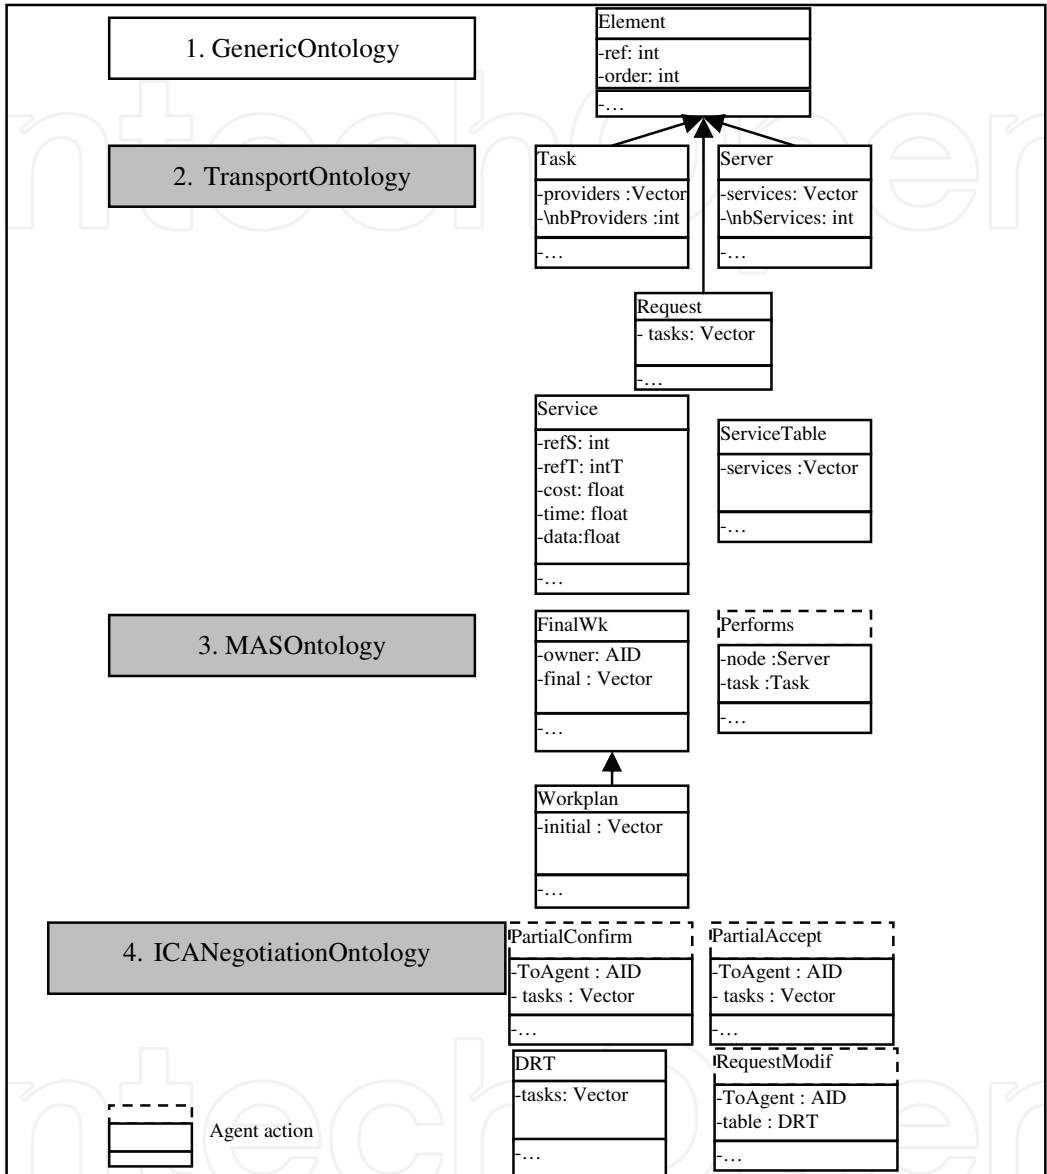 1. GenericOntology
Element
-ref: int
-order: int
-…
2. TransportOntology
Task
-providers :Vector
-\nbProviders :int
-…
Server
-services: Vector
-\nbServices: int
-…
Request
- tasks: Vector
-…
Service
-refS: int
-refT: intT
-cost: float
-time: float
-data:float
-…
ServiceTable
-services :Vector
-…
3. MASOntology
FinalWk
-owner: AID
-final : Vector
-…
Performs
-node :Server
-task :Task
-…
Workplan
-initial : Vector
-…
4. ICANegotiationOntology
PartialConfirm
-ToAgent : AID
- tasks : Vector
-…
PartialAccept
-ToAgent : AID
- tasks : Vector
-…
DRT
-tasks: Vector
-…
RequestModif
-ToAgent : AID
-table : DRT
-…
Agent action